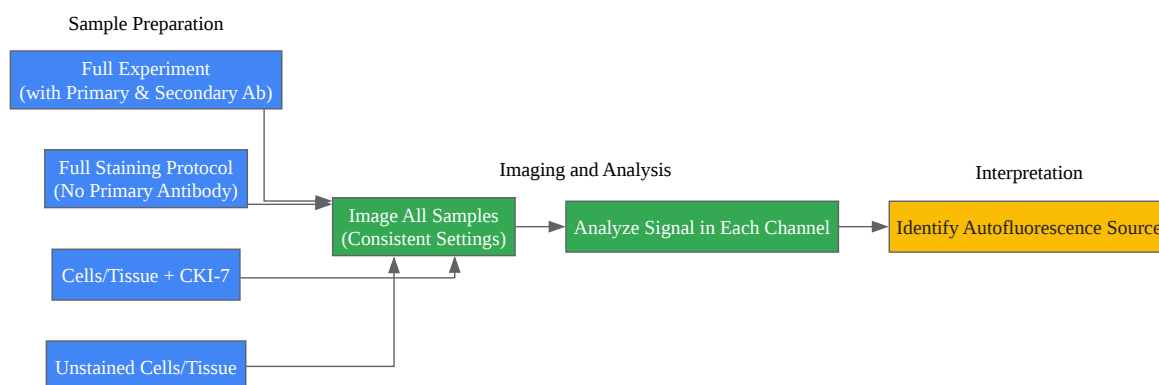 Sample Preparation
Full Experiment
(with Primary & Secondary Ab)
Full Staining Protocol
(No Primary Antibody)
Cells/Tissue + CKI-7
Unstained Cells/Tissue
Imaging and Analysis
Image All Samples
(Consistent Settings)
Analyze Signal in Each Channel
Interpretation
Identify Autofluorescence Source